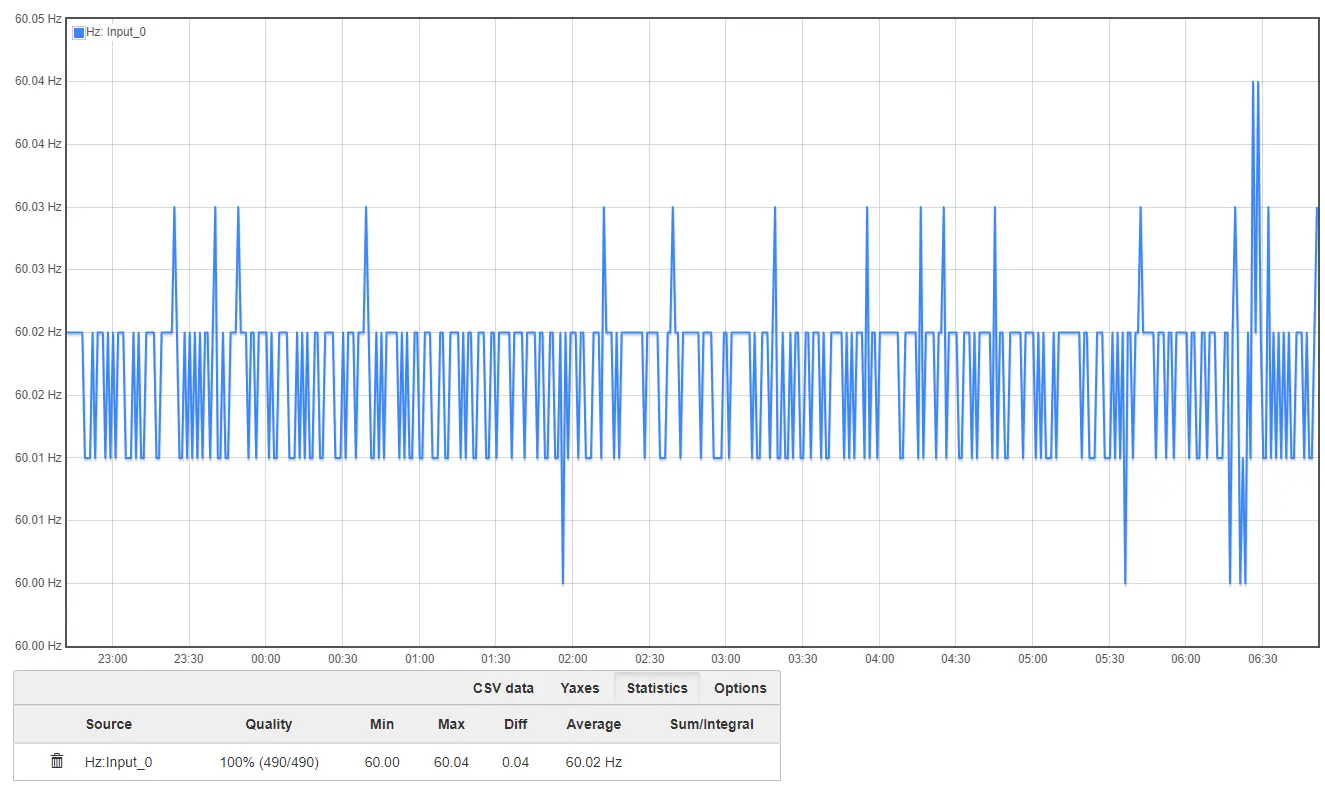 60.05 Hz
Hz: Input_0
60.04 Hz
60.04 Hz
60.03 Hz
60.03 Hz
60.02 Hz
60.02 Hz
60.01 Hz
60.01 Hz
60.00 Hz
60.00 Hz
23:00 23:30 00:00 00:30 01:00 01:30 02:00 02:30 03:00 03:30 04:00 04:30 05:00 05:30 06:00 06:30
CSV data Yaxes Statistics Options
Source Quality Min Max Diff Average Sum/Integral
Hz:Input_0 100% (490/490) 60.00 60.04 0.04 60.02 Hz